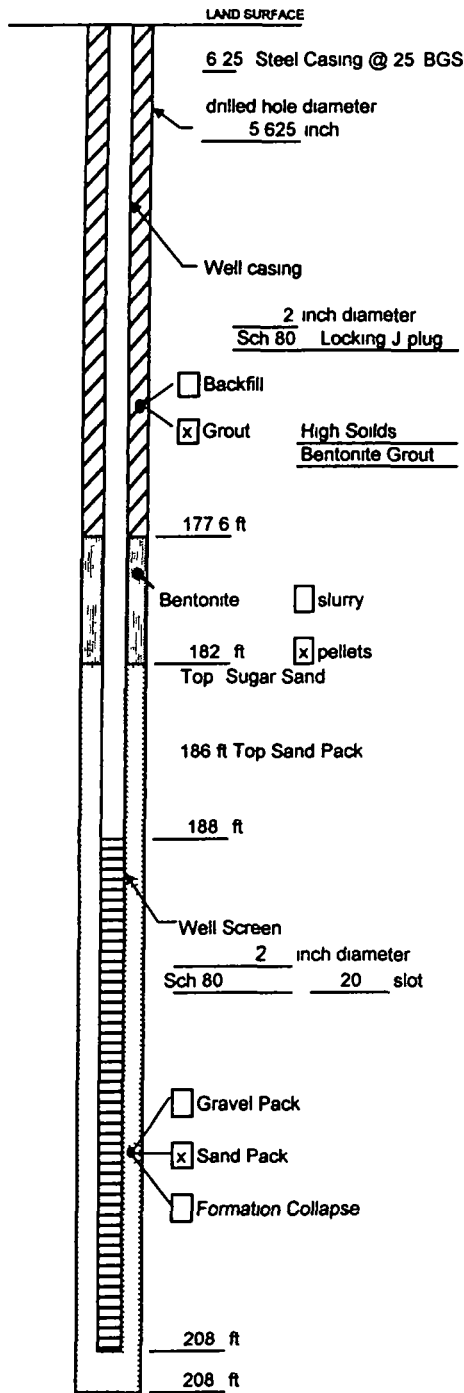 LAND SURFACE
6 25 Steel Casing @ 25 BGS
drilled hole diameter
5 625 inch
Well casing
2 inch diameter
Sch 80 Locking J plug
Backfill
x Grout High Soilds
Bentonite Grout
177 6 ft
Bentonite slurry
182 ft x pellets
Top Sugar Sand
186 ft Top Sand Pack
188 ft
Well Screen
2 inch diameter
Sch 80 20 slot
Gravel Pack
x Sand Pack
Formation Collapse
208 ft
208 ft